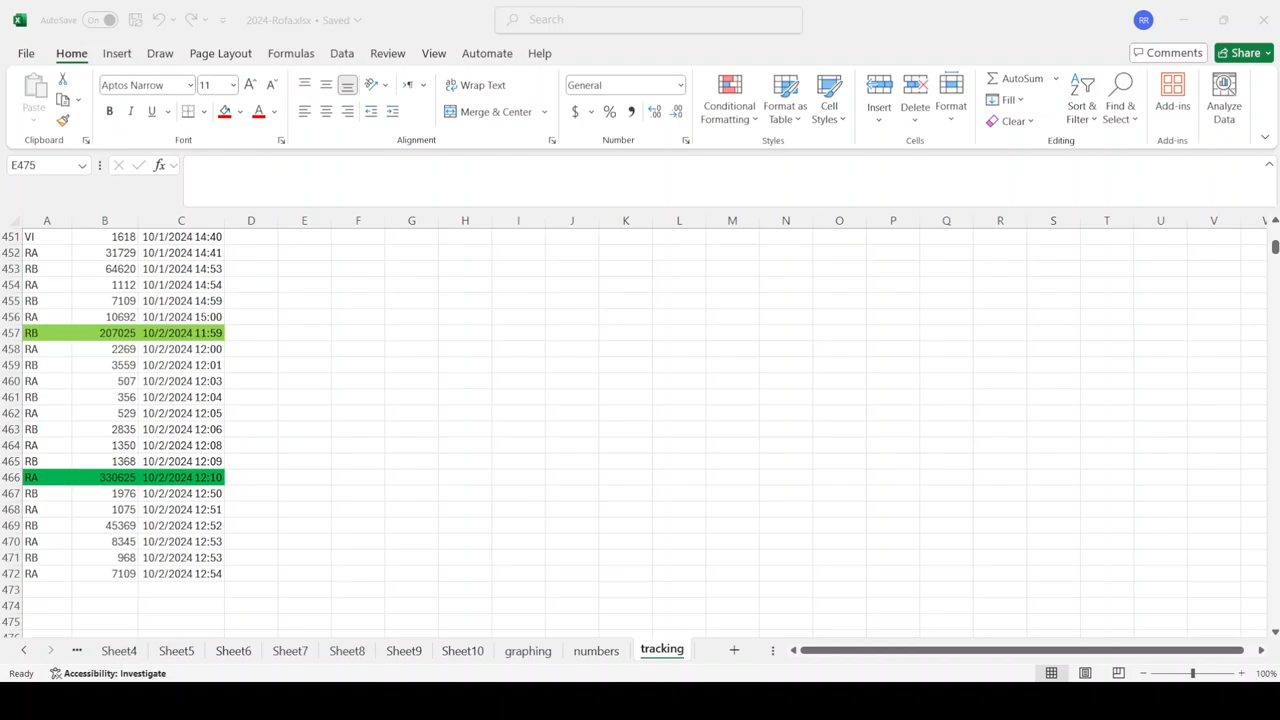 AutoSave On 2024-Rofa.xlsx • Saved Search RR
File Home Insert Draw Page Layout Formulas Data Review View Automate Help Comments Share
Paste Aptos Narrow 11 A A Wrap Text General Conditional Formatting Format as Table Cell Styles Insert Delete Format AutoSum Sort & Filter Find & Select Add-ins Analyze Data
B I U A Merge & Center $ % , Fill
Clear
Clipboard Font Alignment Number Styles Cells Editing Add-ins
E475 fx
A B C D E F G H I J K L M N O P Q R S T U V
451 VI 1618 10/1/2024 14:40
452 RA 31729 10/1/2024 14:41
453 RB 64620 10/1/2024 14:53
454 RA 1112 10/1/2024 14:54
455 RB 7109 10/1/2024 14:59
456 RA 10692 10/1/2024 15:00
457 RB 207025 10/2/2024 11:59
458 RA 2269 10/2/2024 12:00
459 RB 3559 10/2/2024 12:01
460 RA 507 10/2/2024 12:03
461 RB 356 10/2/2024 12:04
462 RA 529 10/2/2024 12:05
463 RB 2835 10/2/2024 12:06
464 RA 1350 10/2/2024 12:08
465 RB 1368 10/2/2024 12:09
466 RA 330625 10/2/2024 12:10
467 RB 1976 10/2/2024 12:50
468 RA 1075 10/2/2024 12:51
469 RB 45369 10/2/2024 12:52
470 RA 8345 10/2/2024 12:53
471 RB 968 10/2/2024 12:53
472 RA 7109 10/2/2024 12:54
473
474
475
Sheet4 Sheet5 Sheet6 Sheet7 Sheet8 Sheet9 Sheet10 graphing numbers tracking
Ready Accessibility: Investigate 100%